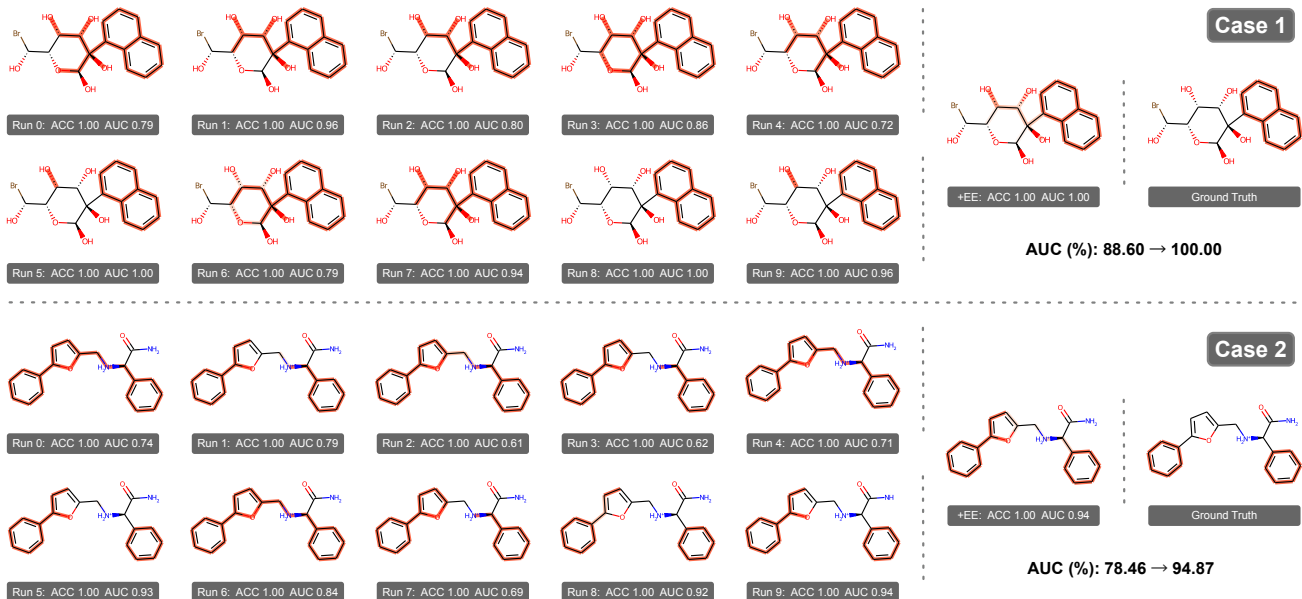 Case 1
Run 0: ACC 1.00 AUC 0.79
Run 1: ACC 1.00 AUC 0.96
Run 2: ACC 1.00 AUC 0.80
Run 3: ACC 1.00 AUC 0.86
Run 4: ACC 1.00 AUC 0.72
Run 5: ACC 1.00 AUC 1.00
Run 6: ACC 1.00 AUC 0.79
Run 7: ACC 1.00 AUC 0.94
Run 8: ACC 1.00 AUC 1.00
Run 9: ACC 1.00 AUC 0.96
+EE: ACC 1.00 AUC 1.00
Ground Truth
AUC (%): 88.60 → 100.00
Case 2
Run 0: ACC 1.00 AUC 0.74
Run 1: ACC 1.00 AUC 0.79
Run 2: ACC 1.00 AUC 0.61
Run 3: ACC 1.00 AUC 0.62
Run 4: ACC 1.00 AUC 0.71
Run 5: ACC 1.00 AUC 0.93
Run 6: ACC 1.00 AUC 0.84
Run 7: ACC 1.00 AUC 0.69
Run 8: ACC 1.00 AUC 0.92
Run 9: ACC 1.00 AUC 0.94
+EE: ACC 1.00 AUC 0.94
Ground Truth
AUC (%): 78.46 → 94.87